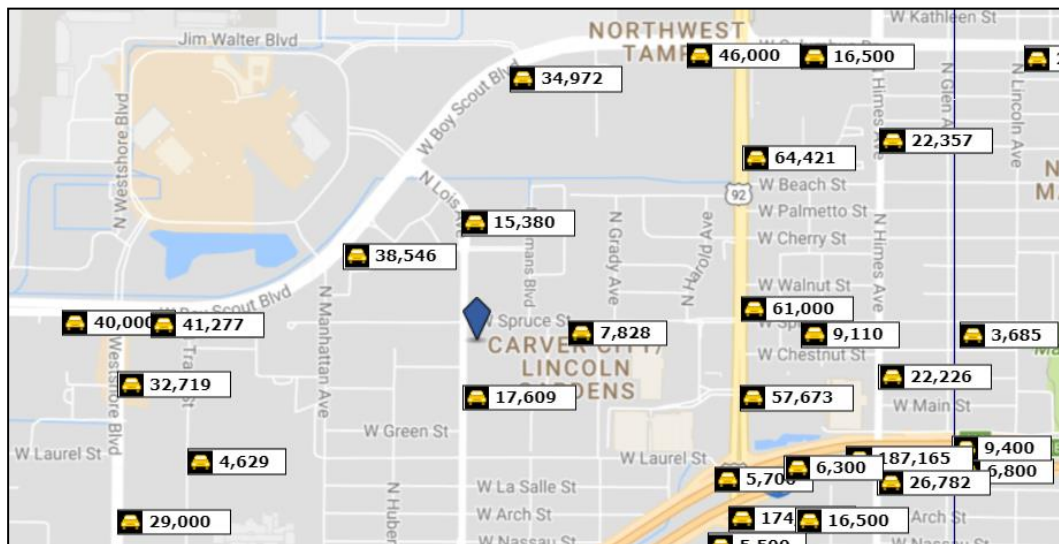 W Kathleen St
NORTHWEST
Jim Walter Blvd
46,000
16,500
34,972
N Westshore Blvd
W Boy Scout Blvd
N Himes Ave
N Lincoln Ave
22,357
64,421
N Lois Ave
W Beach St
92
W Palmetto St
15,380
N Grady Ave
N Harold Ave
W Cherry St
N Himes Ave
38,546
W Walnut St
61,000
40,000
41,277
N Manhattan Ave
W Spruce St
7,828
9,110
3,685
CARVER CITY/
LINCOLN
W Chestnut St
32,719
22,226
Westshore Blvd
17,609
57,673
W Main St
W Green St
W Laurel St
W Laurel St
4,629
9,400
187,165
6,300
6,800
5,700
26,782
W La Salle St
29,000
W Arch St
174
16,500
Arch St
W Nassau St
W Nassau St